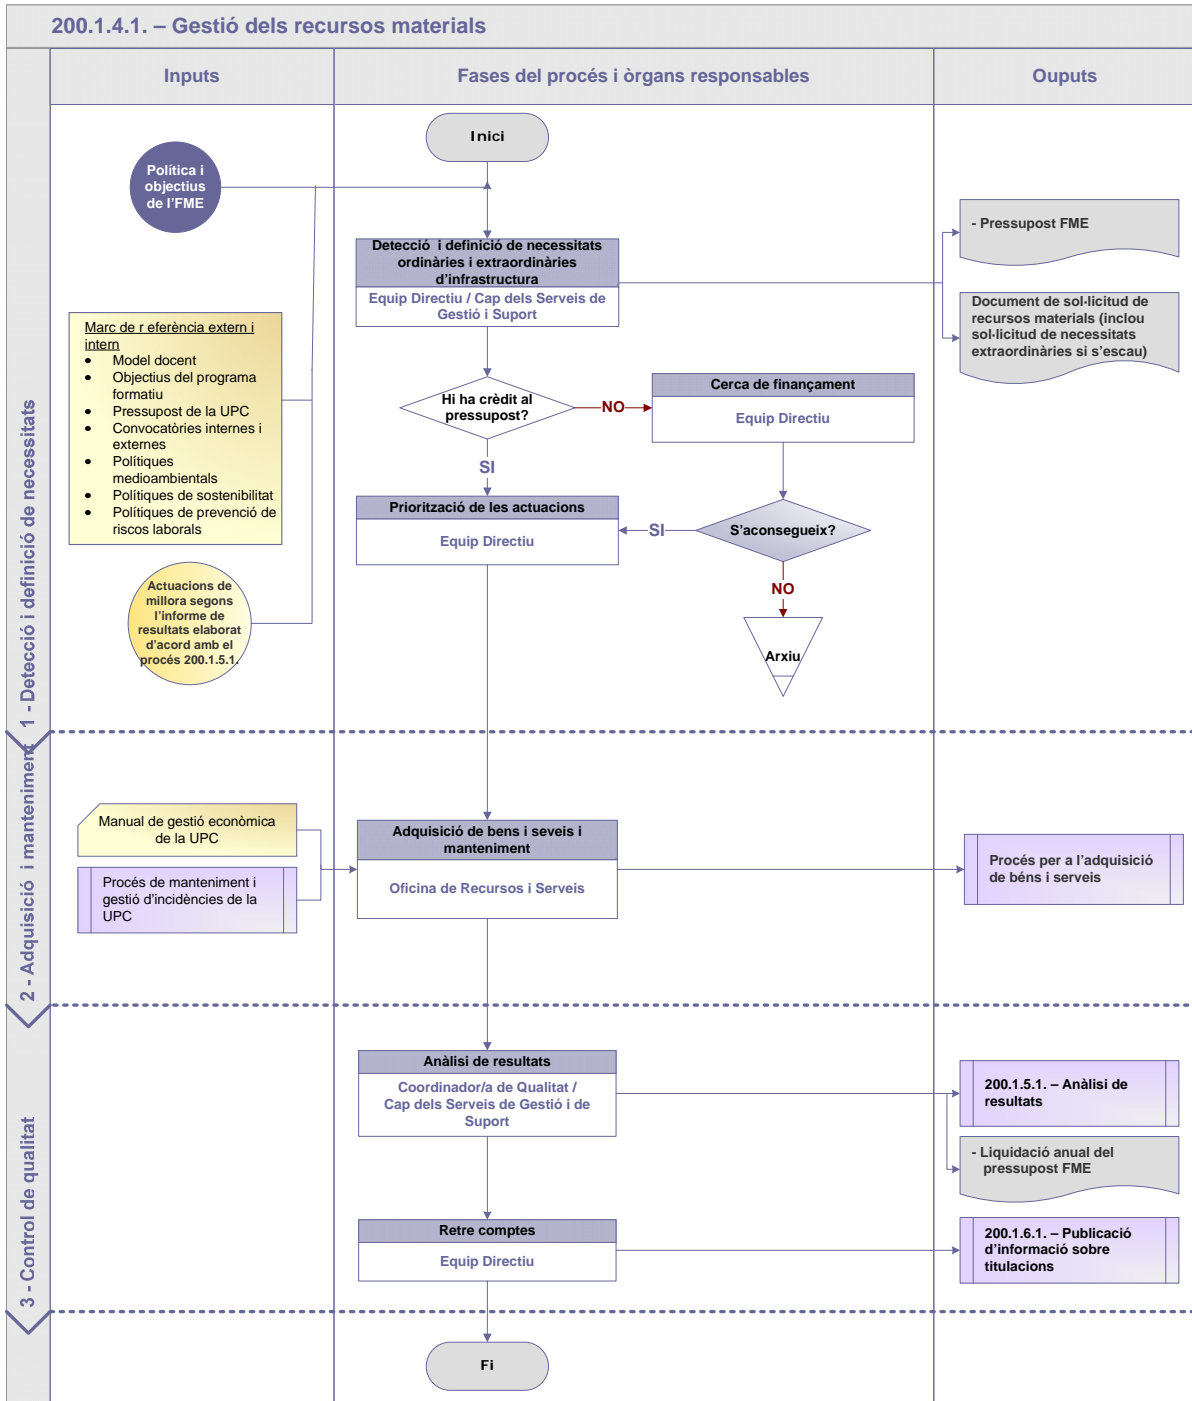 200.1.4.1. – Gestió dels recursos materials
Inputs
Fases del procés i òrgans responsables
Ouputs
1 - Detecció i definició de necessitats
Inici
Política i
objectius
de l'FME
Detecció i definició de necessitats
ordinàries i extraordinàries
d'infrastructura
Equip Directiu / Cap dels Serveis de
Gestió i Suport
- Pressupost FME
Document de sol·licitud de
recursos materials (inclou
sol·licitud de necessitats
extraordinàries si s'escau)
Marc de r eferència extern i
intern
• Model docent
• Objectius del programa
formatiu
• Pressupost de la UPC
• Convocatòries internes i
externes
• Polítiques
medioambientals
• Polítiques de sostenibilitat
• Polítiques de prevenció de
riscos laborals
Hi ha crèdit al
pressupost?
NO
Cerca de finançament
Equip Directiu
SI
Priorització de les actuacions
Equip Directiu
SI
S'aconsegueix?
NO
Arxiu
Actuacions de
millora segons
l'informe de
resultats elaborat
d'acord amb el
procés 200.1.5.1.
2 - Adquisició i manteniment
Manual de gestió econòmica
de la UPC
Procés de manteniment i
gestió d'incidències de la
UPC
Adquisició de bens i seveis i
manteniment
Oficina de Recursos i Serveis
Procés per a l'adquisició
de béns i serveis
3 - Control de qualitat
Anàlisi de resultats
Coordinador/a de Qualitat /
Cap dels Serveis de Gestió i de
Suport
200.1.5.1. – Anàlisi de
resultats
- Liquidació anual del
pressupost FME
Retre comptes
Equip Directiu
200.1.6.1. – Publicació
d'informació sobre
titulacions
Fi